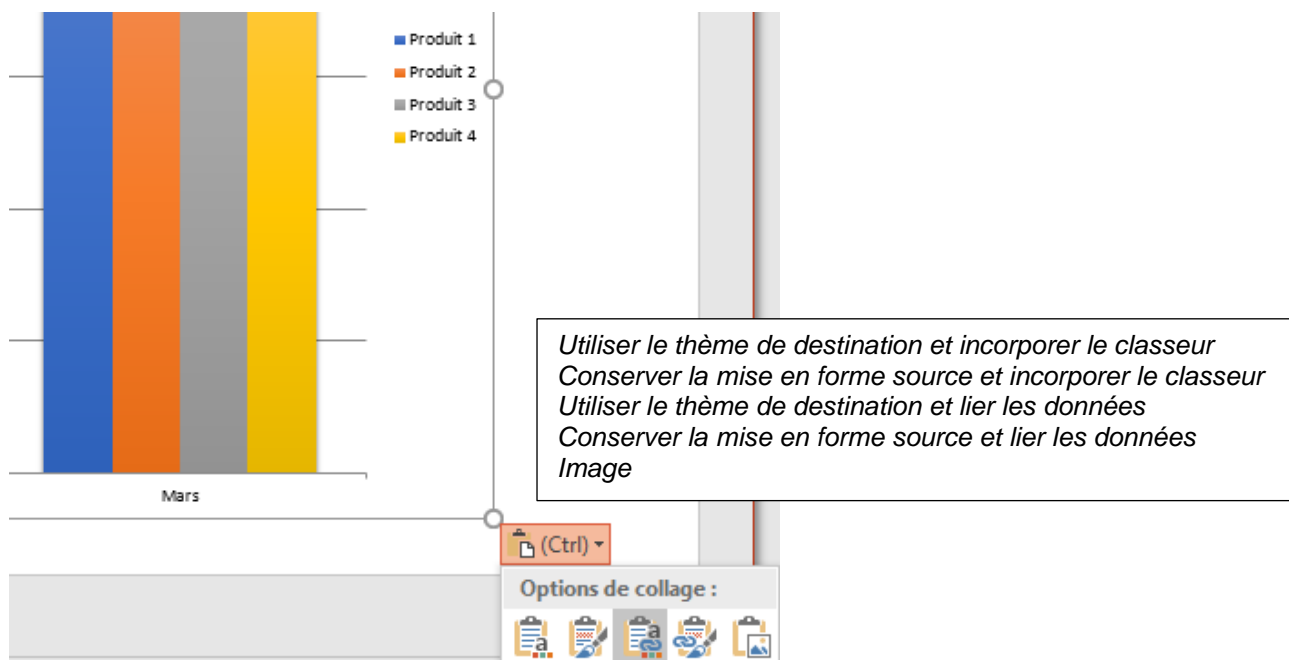 Produit 1
Produit 2
Produit 3
Produit 4
Utiliser le thème de destination et incorporer le classeur
Conserver la mise en forme source et incorporer le classeur
Utiliser le thème de destination et lier les données
Conserver la mise en forme source et lier les données
Image
Mars
(Ctrl)
Options de collage :